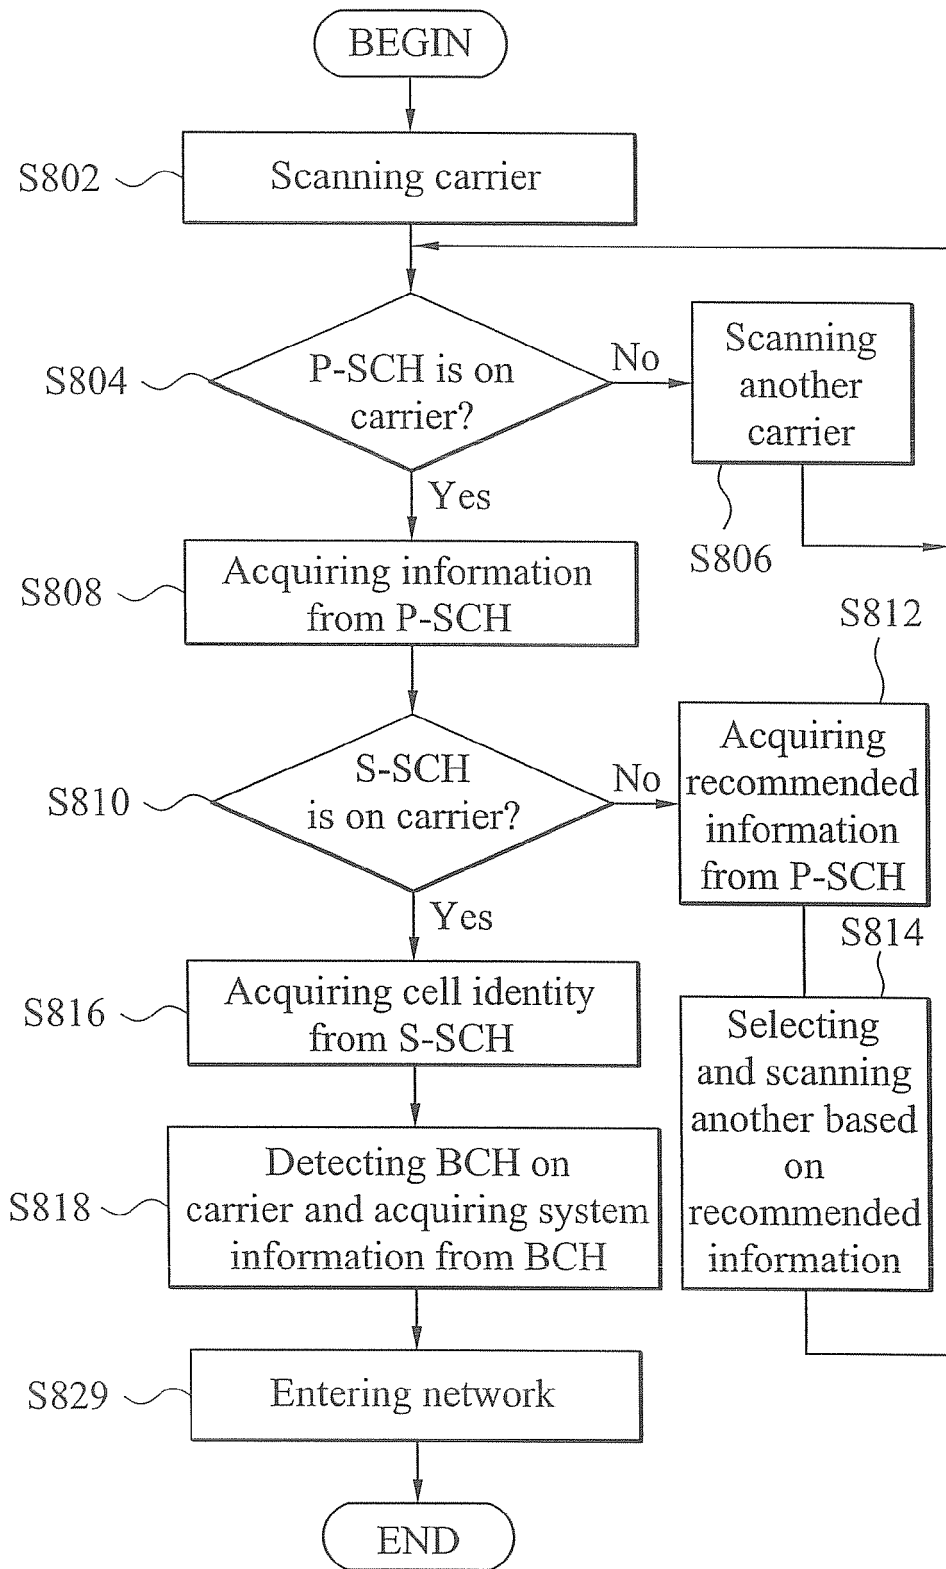 BEGIN
S802
Scanning carrier
S804
P-SCH is on
carrier?
No
Scanning
another
carrier
S806
Yes
S808
Acquiring information
from P-SCH
S812
S810
S-SCH
is on carrier?
No
Acquiring
recommended
information
from P-SCH
Yes
S814
S816
Acquiring cell identity
from S-SCH
Selecting
and scanning
another based
on
recommended
information
S818
Detecting BCH on
carrier and acquiring system
information from BCH
S829
Entering network
END